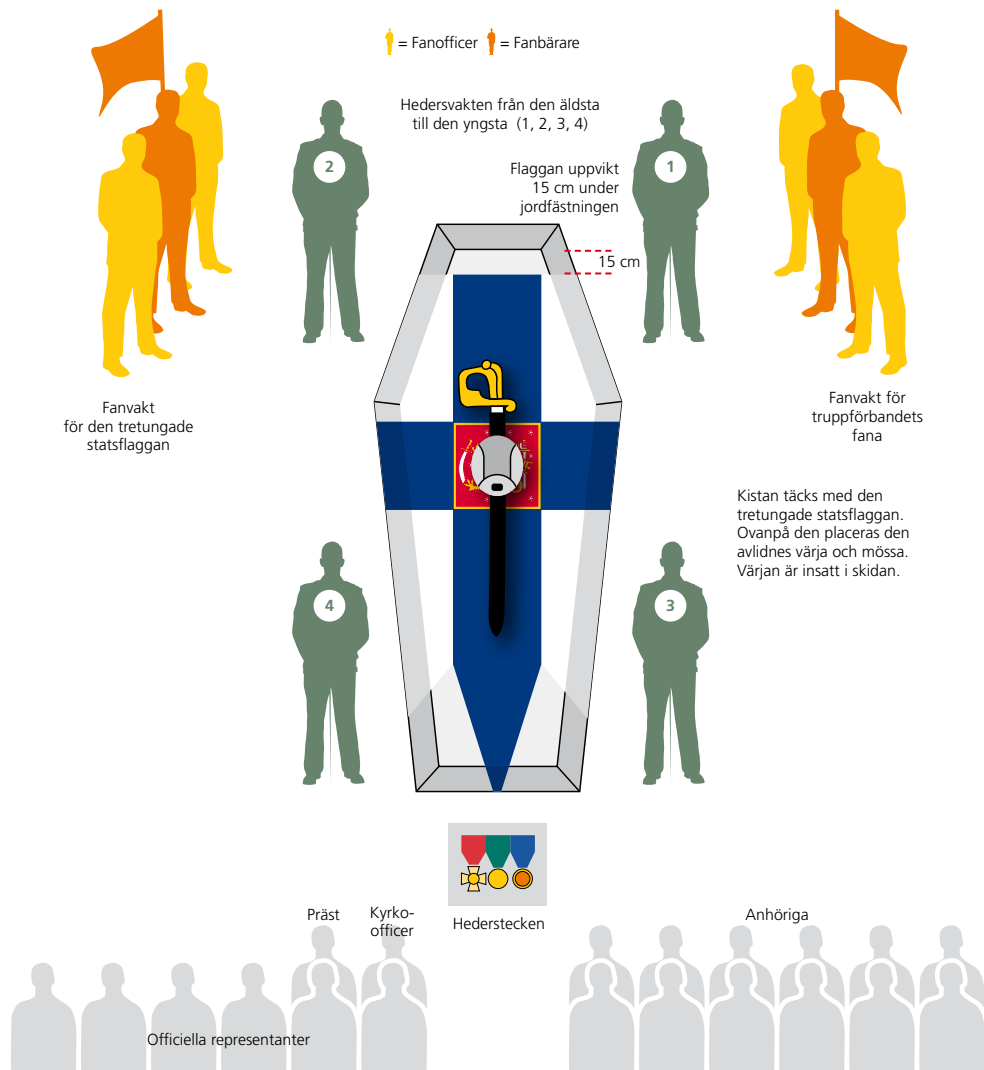 = Fanofficer = Fanbärare
Hedersvakten från den äldsta
till den yngsta (1, 2, 3, 4)
2
1
Flaggan uppvikt
15 cm under
jordfästningen
15 cm
Fanvakt
för den tretungade
statsflaggan
Fanvakt för
truppförbandets
fana
Kistan täcks med den
tretungade statsflaggan.
Ovanpå den placeras den
avlidnes värja och mössa.
Värjan är insatt i skidan.
4
3
Präst
Kyrko-
officer
Hederstecken
Anhöriga
Officiella representanter